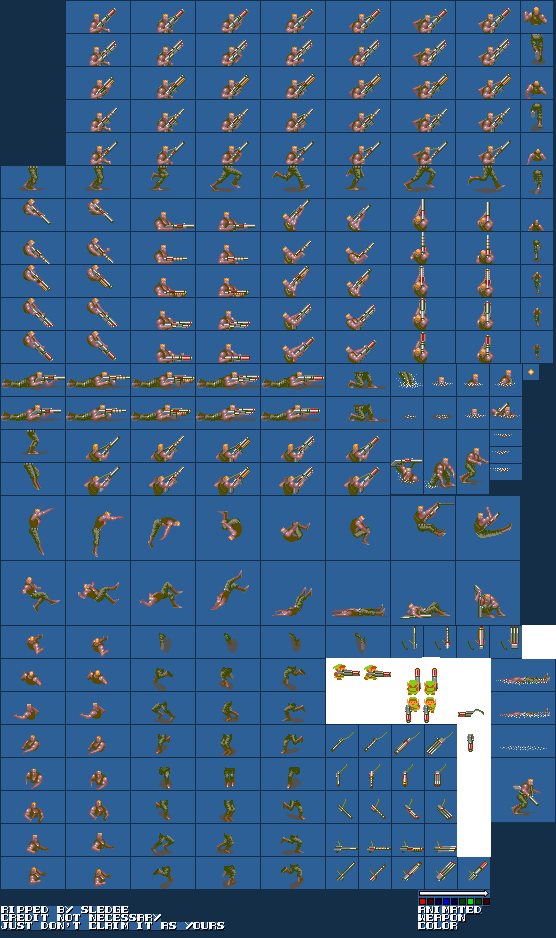 RIPPED BY SLEDGE
CREDIT NOT NECESSARY
JUST DON'T CLAIM IT AS YOURS
ANIMATED
WEAPON
COLOR